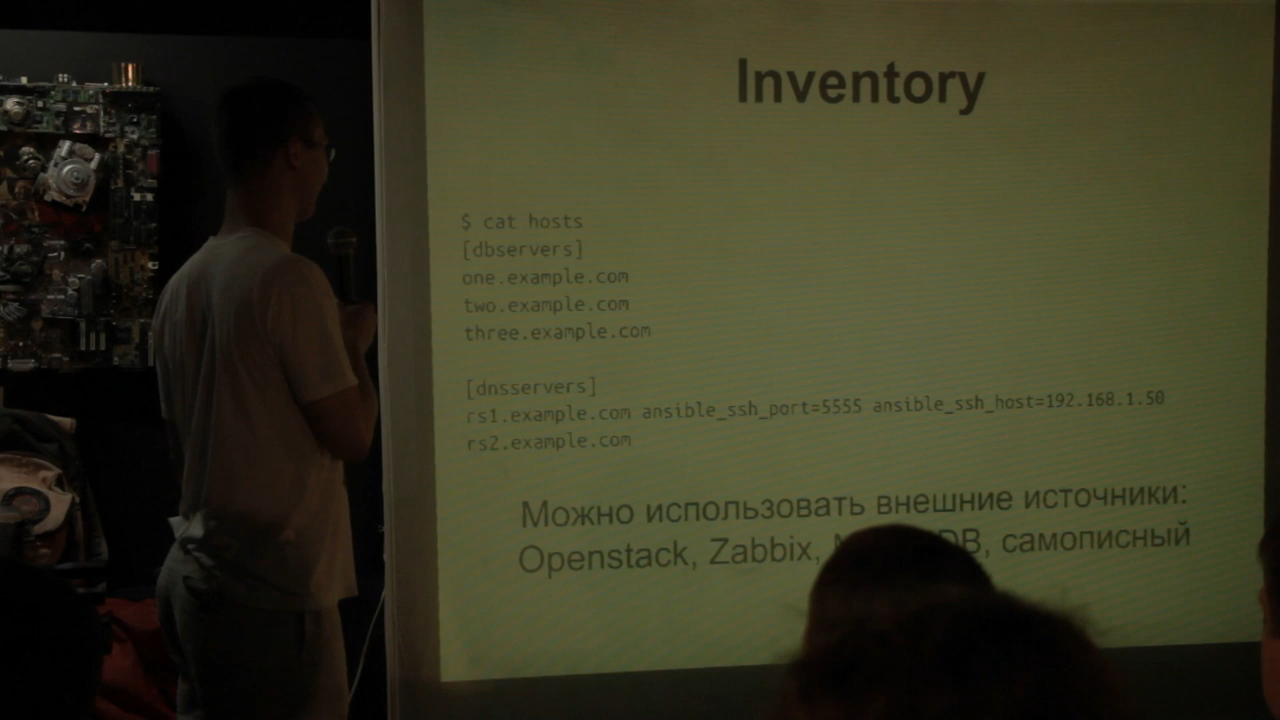 Inventory
$ cat hosts
[dbservers]
one.example.com
two.example.com
three.example.com
[dnsservers]
rs1.example.com ansible_ssh_port=5555 ansible_ssh_host=192.168.1.50
rs2.example.com
Можно использовать внешние источники:
Openstack, Zabbix, самописный